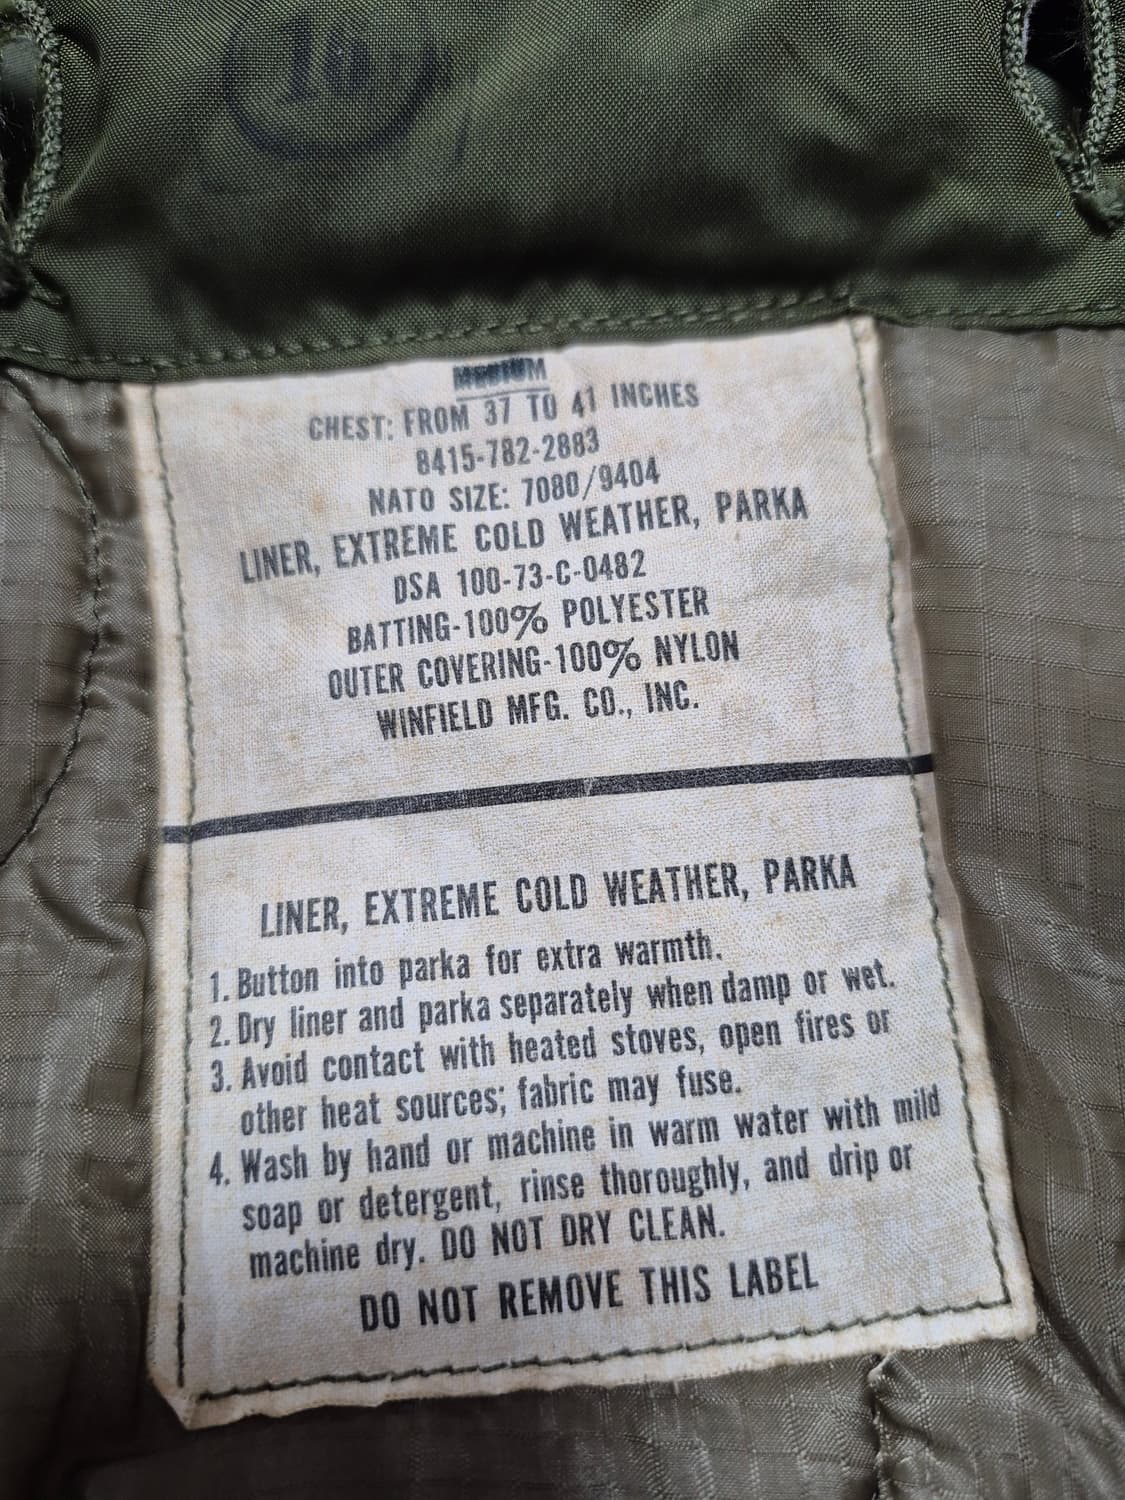 16
MEDIUM
CHEST: FROM 37 TO 41 INCHES
8415-782-2883
NATO SIZE: 7080/9404
LINER, EXTREME COLD WEATHER, PARKA
DSA 100-73-C-0482
BATTING-100% POLYESTER
OUTER COVERING-100% NYLON
WINFIELD MFG. CO., INC.
LINER, EXTREME COLD WEATHER, PARKA
1. Button into parka for extra warmth.
2. Dry liner and parka separately when damp or wet.
3. Avoid contact with heated stoves, open fires or
other heat sources; fabric may fuse.
4. Wash by hand or machine in warm water with mild
soap or detergent, rinse thoroughly, and drip or
machine dry. DO NOT DRY CLEAN.
DO NOT REMOVE THIS LABEL